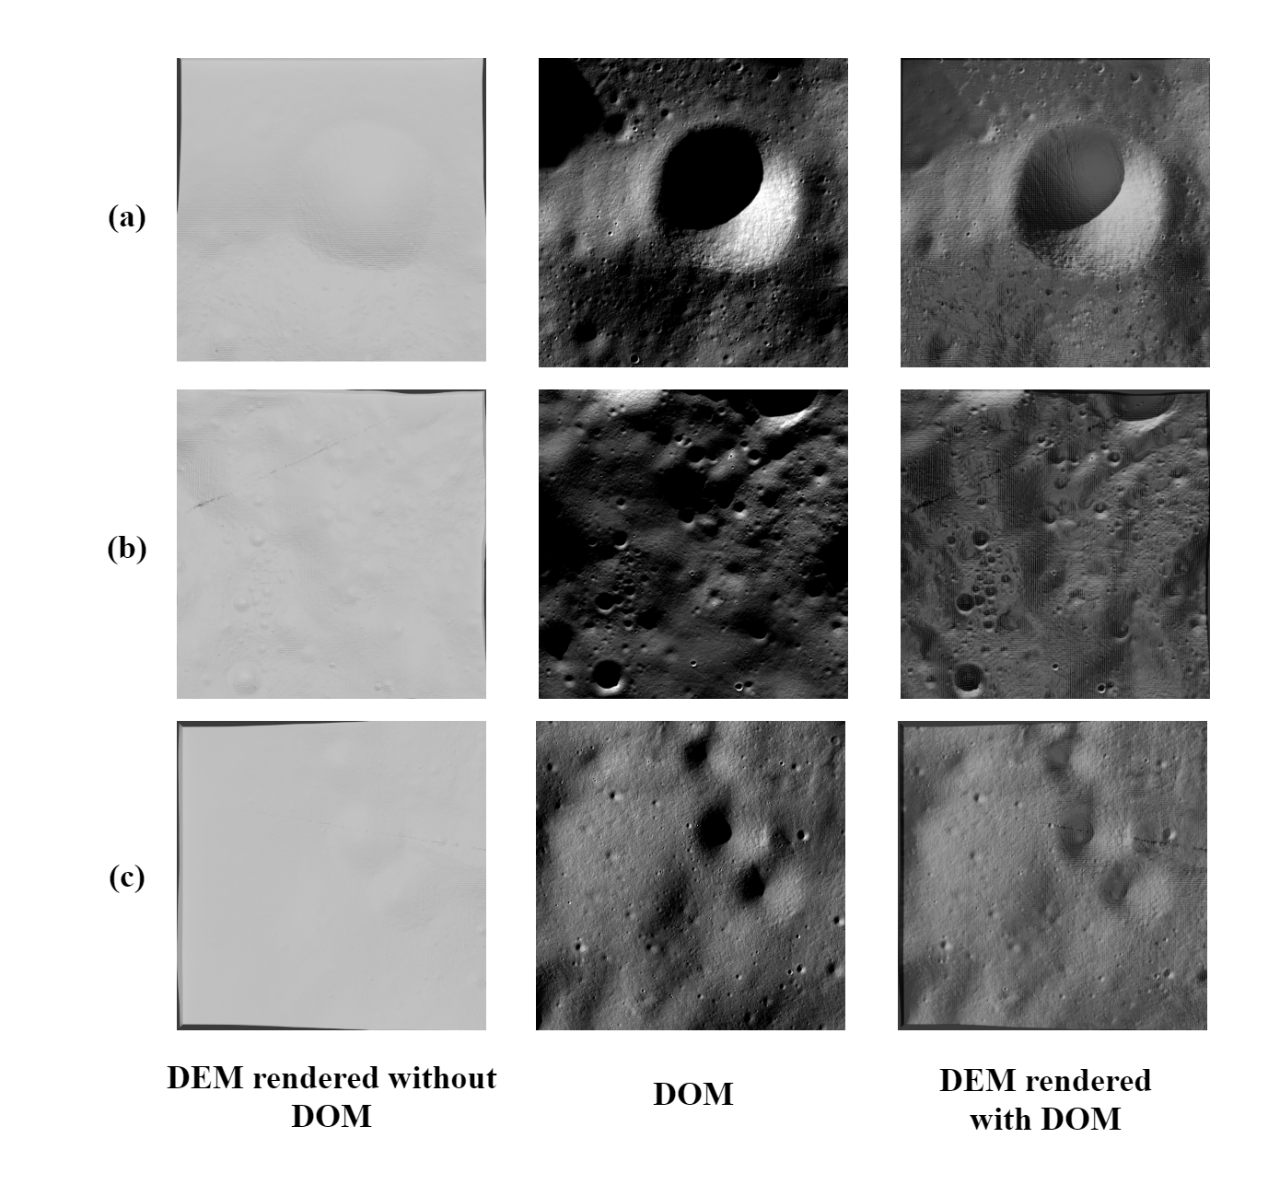 (a)
(b)
(c)
DEM rendered without
DOM
DOM
DEM rendered
with DOM